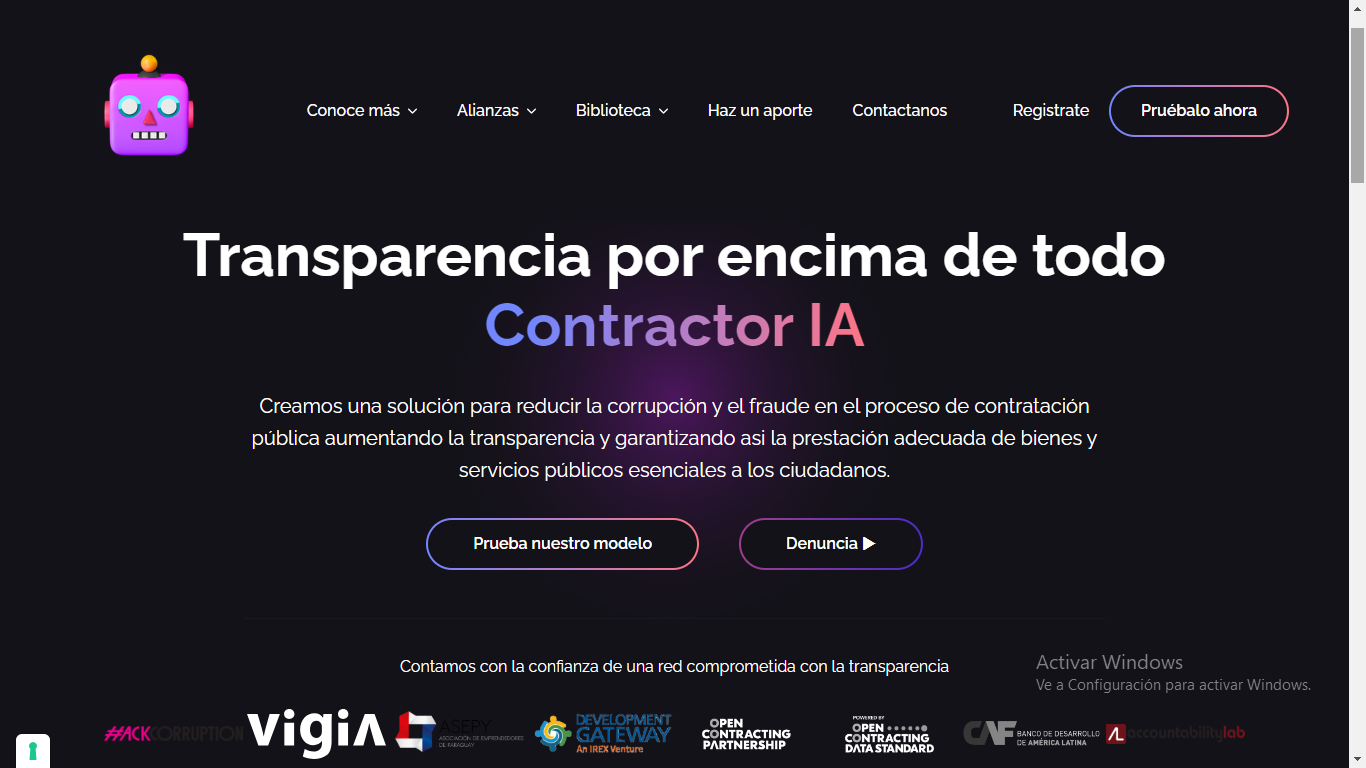 Conoce más
Alianzas
Biblioteca
Haz un aporte
Contactanos
Registrate
Pruébalo ahora
Transparencia por encima de todo
Contractor IA
Creamos una solución para reducir la corrupción y el fraude en el proceso de contratación
pública aumentando la transparencia y garantizando asi la prestación adecuada de bienes y
servicios públicos esenciales a los ciudadanos.
Prueba nuestro modelo
Denuncia
Contamos con la confianza de una red comprometida con la transparencia
Activar Windows
Ve a Configuración para activar Windows.
#HACKCORRUPTION
vigiA
ASEPY
ASOCIACIÓN DE EMPRENDEDORES
DE PARAGUAY
DEVELOPMENT
GATEWAY
An IREX Venture
OPEN
CONTRACTING
PARTNERSHIP
POWERED BY
OPEN
CONTRACTING
DATA STANDARD
CAF
BANCO DE DESARROLLO
DE AMÉRICA LATINA
AL
accountabilitylab